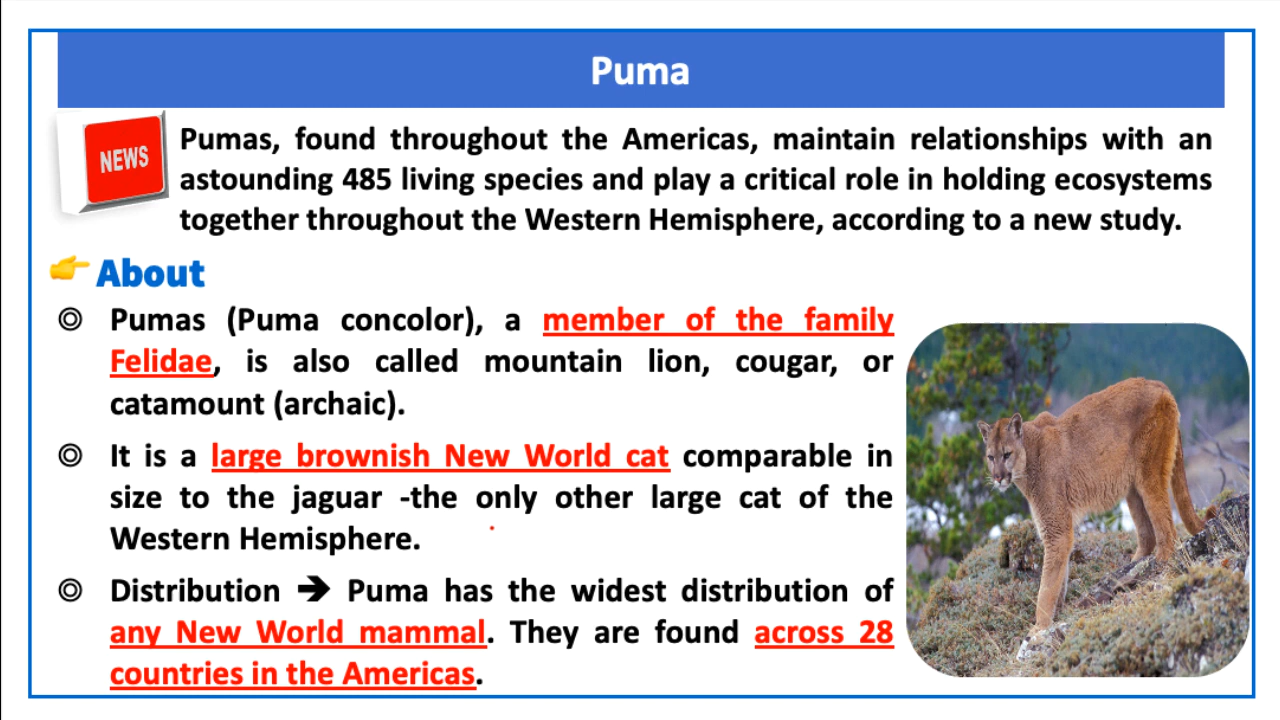 Puma
NEWS
Pumas, found throughout the Americas, maintain relationships with an
astounding 485 living species and play a critical role in holding ecosystems
together throughout the Western Hemisphere, according to a new study.
👉 About
◎ Pumas (Puma concolor), a member of the family
Felidae, is also called mountain lion, cougar, or
catamount (archaic).
◎ It is a large brownish New World cat comparable in
size to the jaguar -the only other large cat of the
Western Hemisphere.
◎ Distribution ➔ Puma has the widest distribution of
any New World mammal. They are found across 28
countries in the Americas.